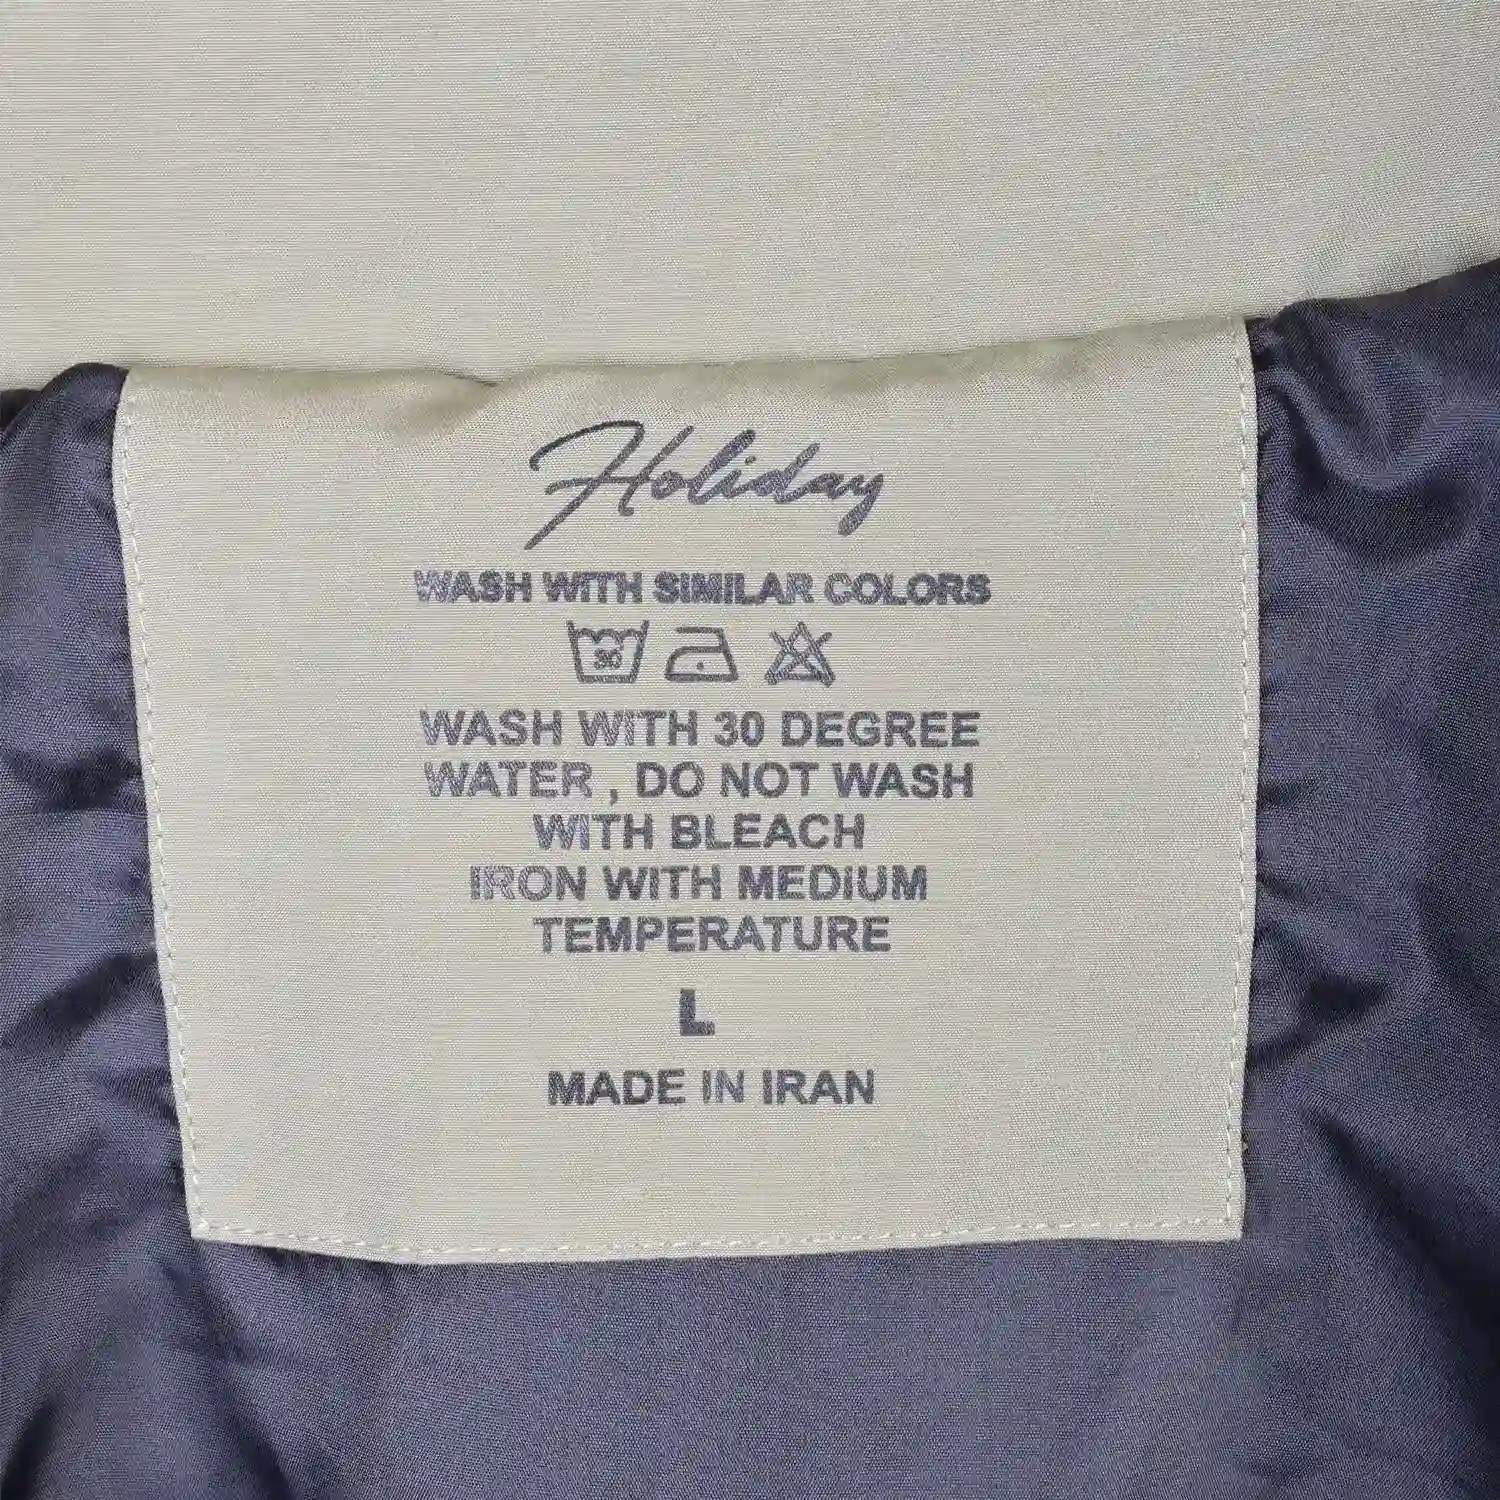 Holiday
WASH WITH SIMILAR COLORS
30
WASH WITH 30 DEGREE
WATER , DO NOT WASH
WITH BLEACH
IRON WITH MEDIUM
TEMPERATURE
L
MADE IN IRAN